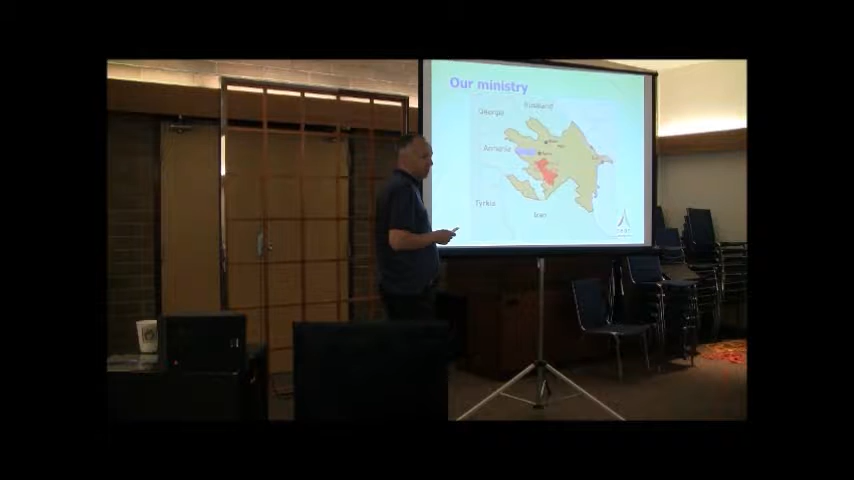 Our ministry
Russland
Georgia
Armenia
Tyrkia
Iran